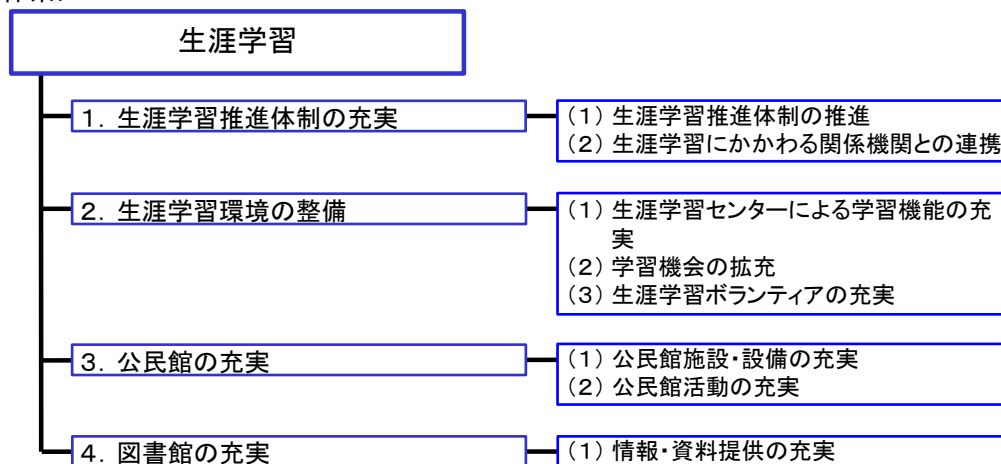 生涯学習
1. 生涯学習推進体制の充実
(1) 生涯学習推進体制の推進
(2) 生涯学習にかかわる関係機関との連携
2. 生涯学習環境の整備
(1) 生涯学習センターによる学習機能の充
実
(2) 学習機会の拡充
(3) 生涯学習ボランティアの充実
3. 公民館の充実
(1) 公民館施設・設備の充実
(2) 公民館活動の充実
4. 図書館の充実
(1) 情報・資料提供の充実